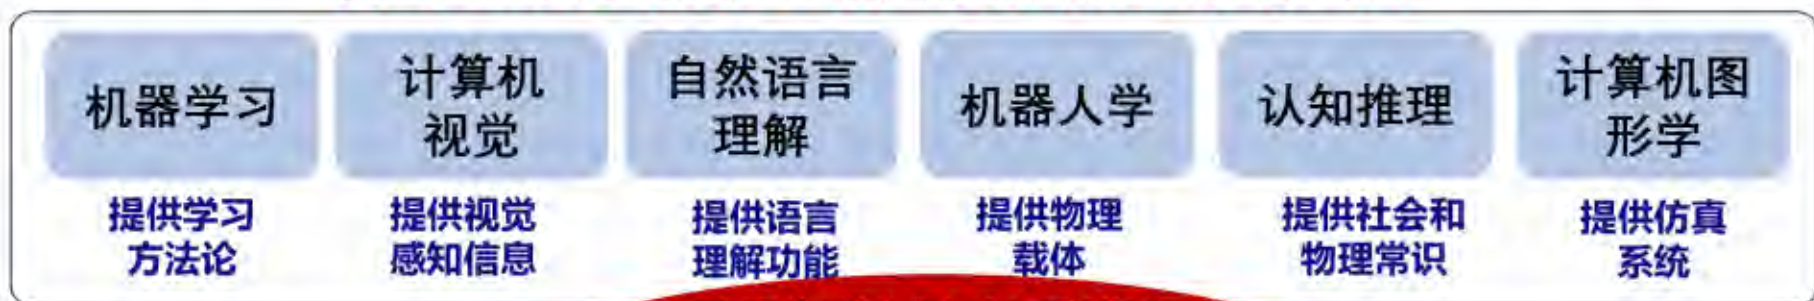 机器学习
计算机
视觉
自然语言
理解
机器人学
认知推理
计算机图
形学
提供学习
方法论
提供视觉
感知信息
提供语言
理解功能
提供物理
载体
提供社会和
物理常识
提供仿真
系统